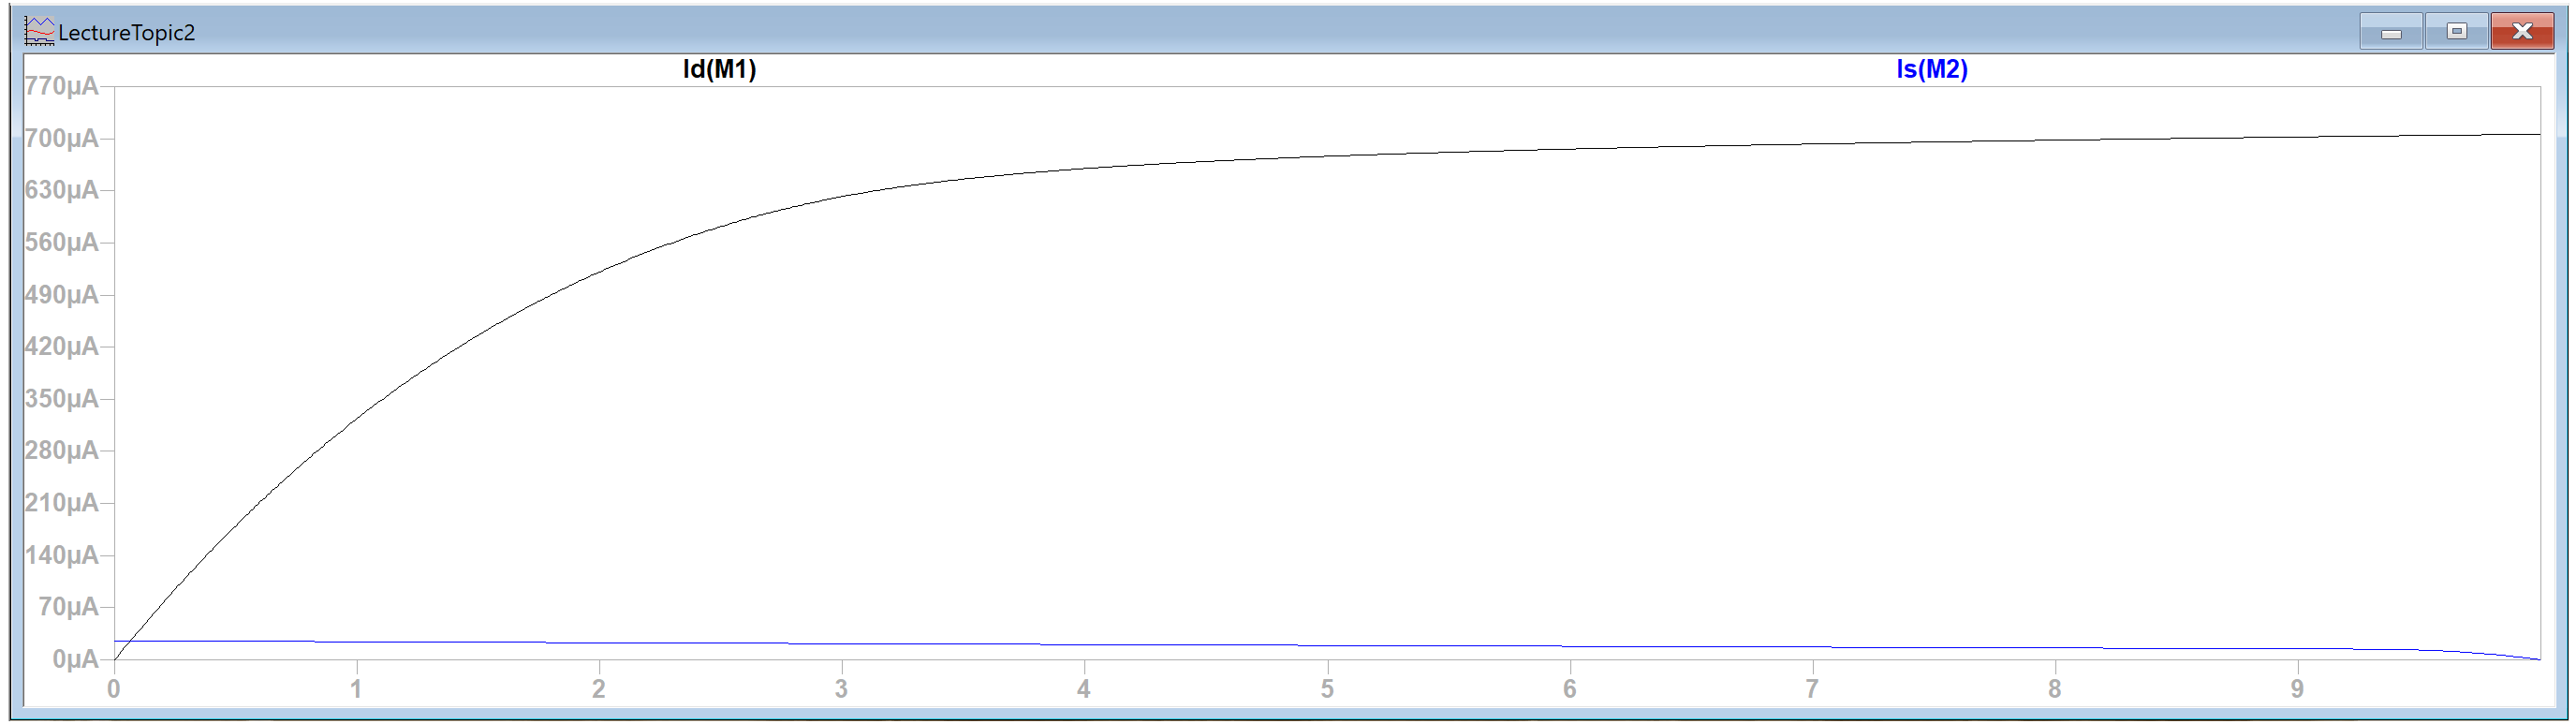 LectureTopic2
Id(M1) Is(M2)
770µA
700µA
630µA
560µA
490µA
420µA
350µA
280µA
210µA
140µA
70µA
0µA
0 1 2 3 4 5 6 7 8 9